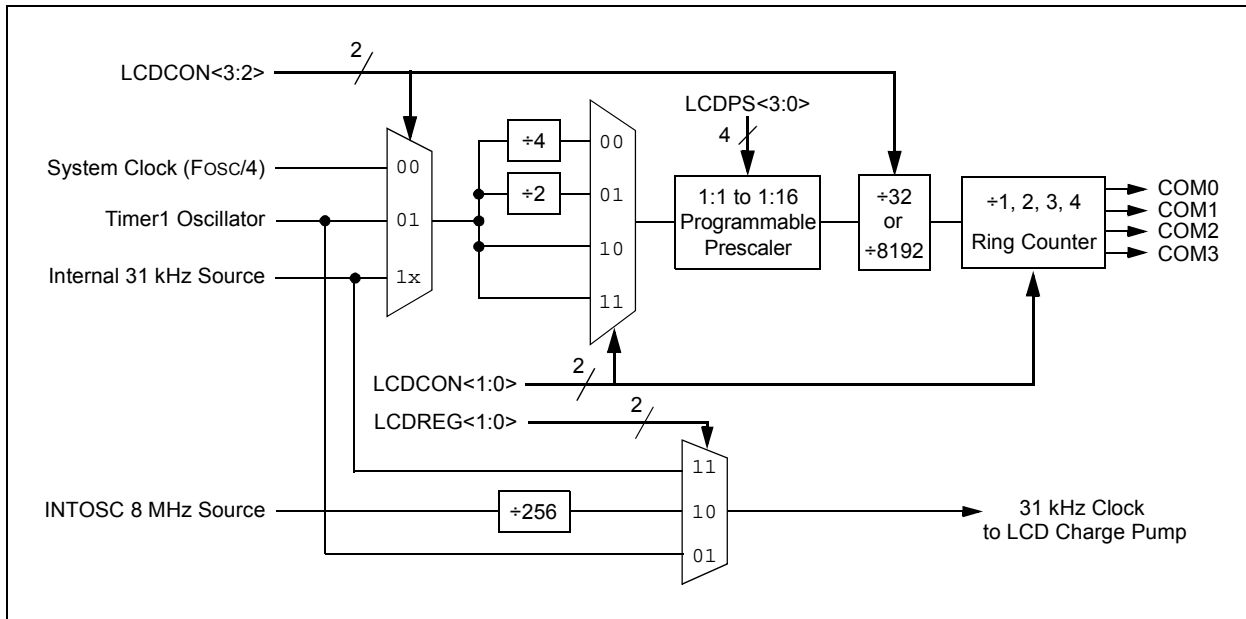 LCDCON<3:2>
2
System Clock (FOSC/4)
Timer1 Oscillator
Internal 31 kHz Source
00
01
1x
÷4
÷2
00
01
10
11
LCDPS<3:0>
4
1:1 to 1:16
Programmable
Prescaler
÷32
or
÷8192
÷1, 2, 3, 4
Ring Counter
COM0
COM1
COM2
COM3
LCDCON<1:0>
2
LCDREG<1:0>
2
INTOSC 8 MHz Source
÷256
11
10
01
31 kHz Clock
to LCD Charge Pump